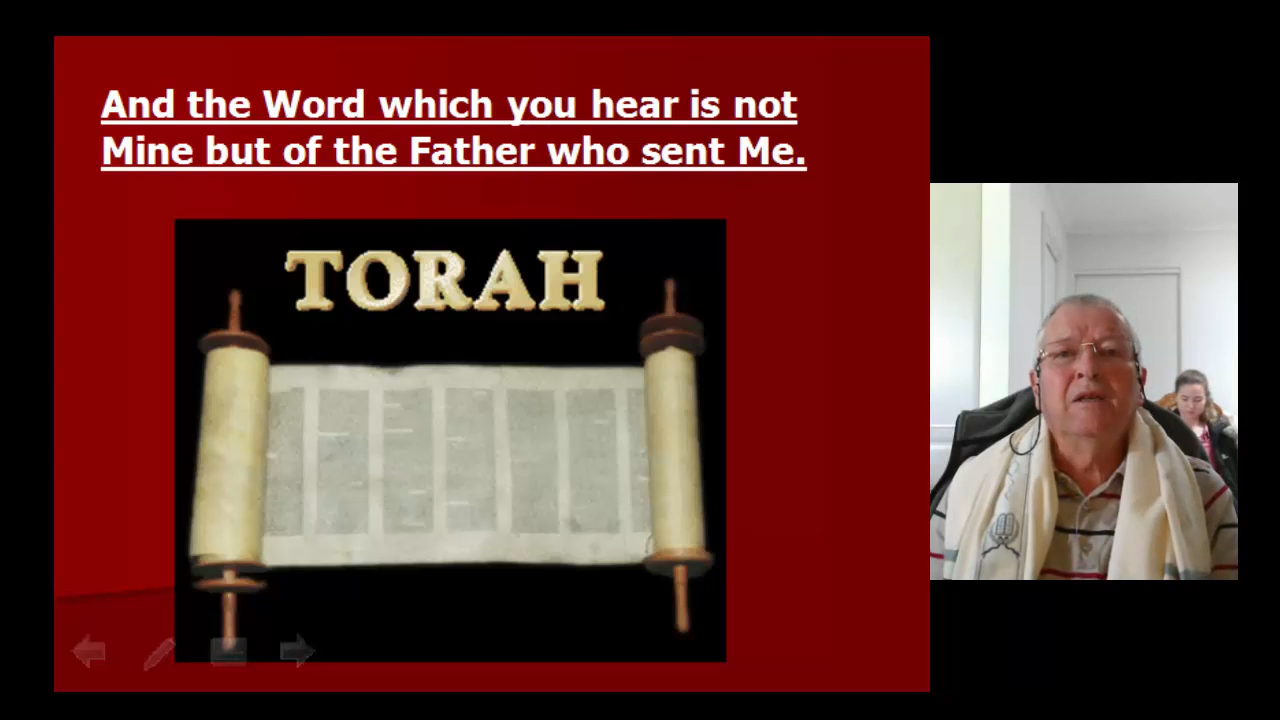 And the Word which you hear is not
Mine but of the Father who sent Me.
TORAH